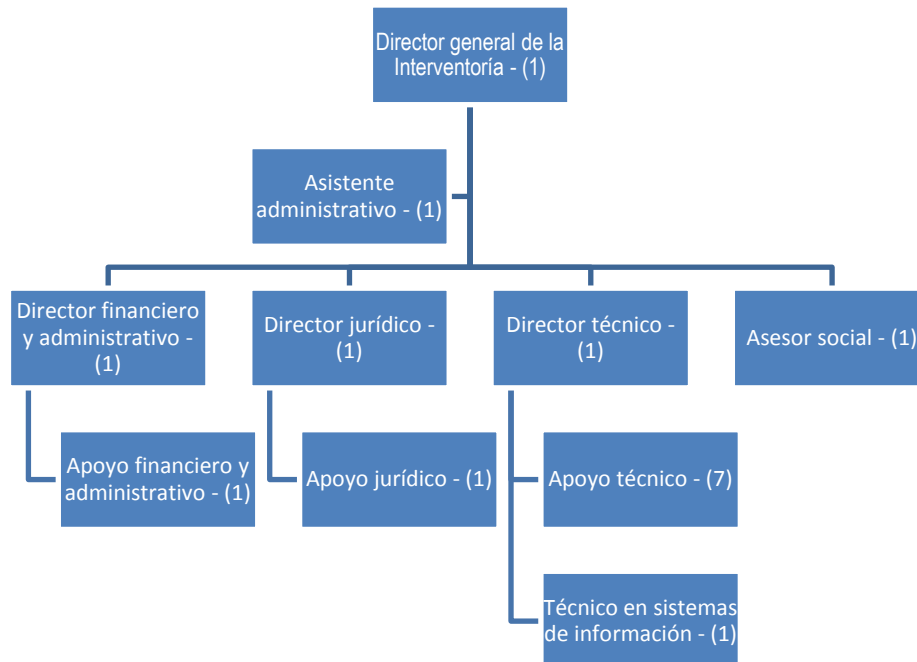 Director general de la
Interventoría - (1)
Asistente
administrativo - (1)
Director financiero
y administrativo -
(1)
Director jurídico -
(1)
Director técnico -
(1)
Asesor social - (1)
Apoyo financiero y
administrativo - (1)
Apoyo jurídico - (1)
Apoyo técnico - (7)
Técnico en sistemas
de información - (1)